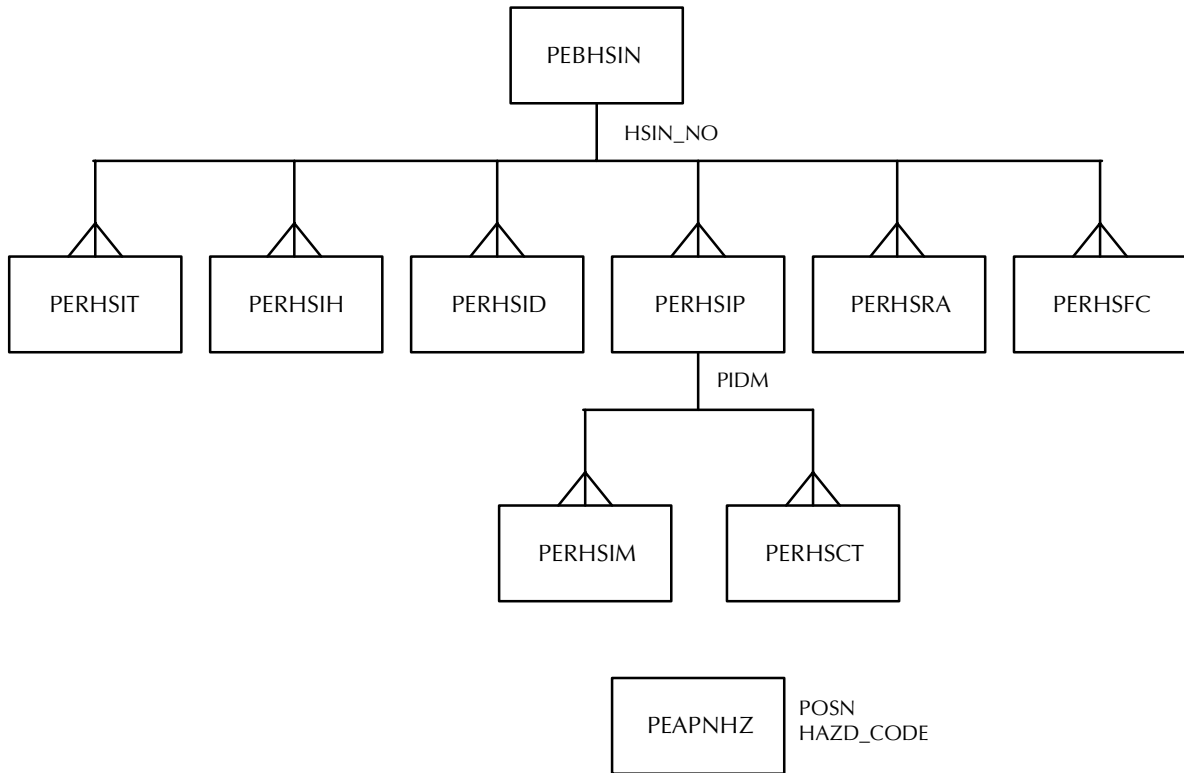 PEBHSIN
HSIN_NO
PERHSIT
PERHSIH
PERHSID
PERHSIP
PERHSRA
PERHSFC
PIDM
PERHSIM
PERHSCT
PEAPNHZ
POSN
HAZD_CODE